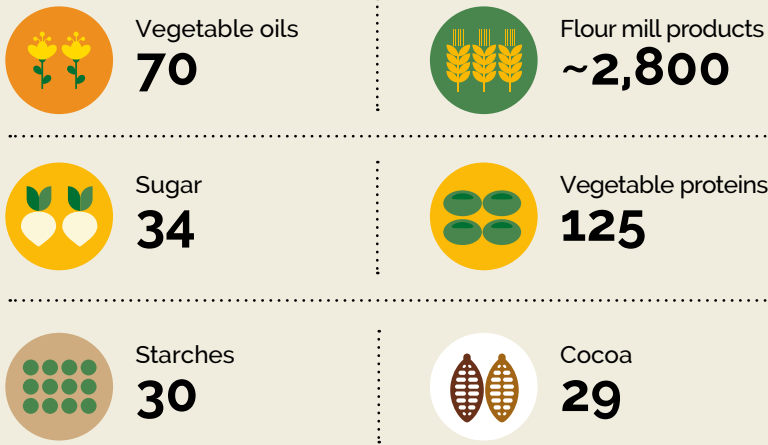 Vegetable oils
70
Flour mill products
~2,800
Sugar
34
Vegetable proteins
125
Starches
30
Cocoa
29